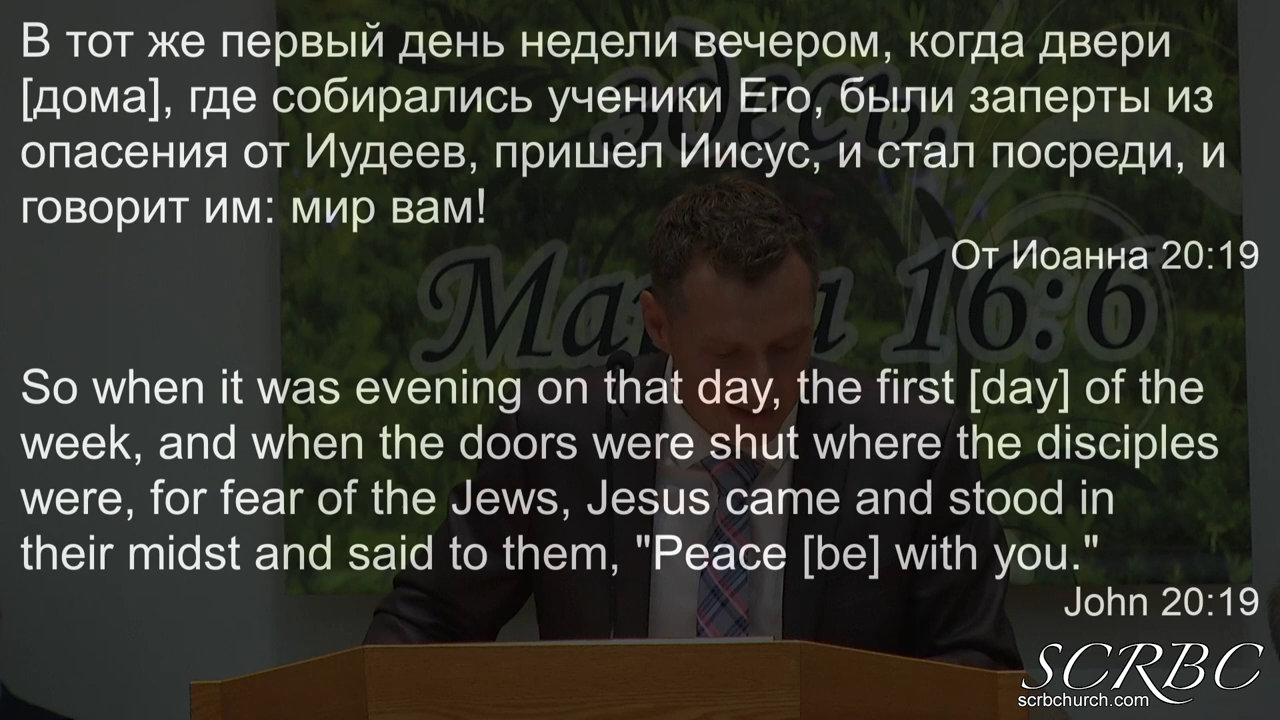 В тот же первый день недели вечером, когда двери
[дома], где собирались ученики Его, были заперты из
опасения от Иудеев, пришел Иисус, и стал посреди, и
говорит им: мир вам!
От Иоанна 20:19
здесь.
Марка 16:6
So when it was evening on that day, the first [day] of the
week, and when the doors were shut where the disciples
were, for fear of the Jews, Jesus came and stood in
their midst and said to them, "Peace [be] with you."
John 20:19
SCRBC
scrbchurch.com